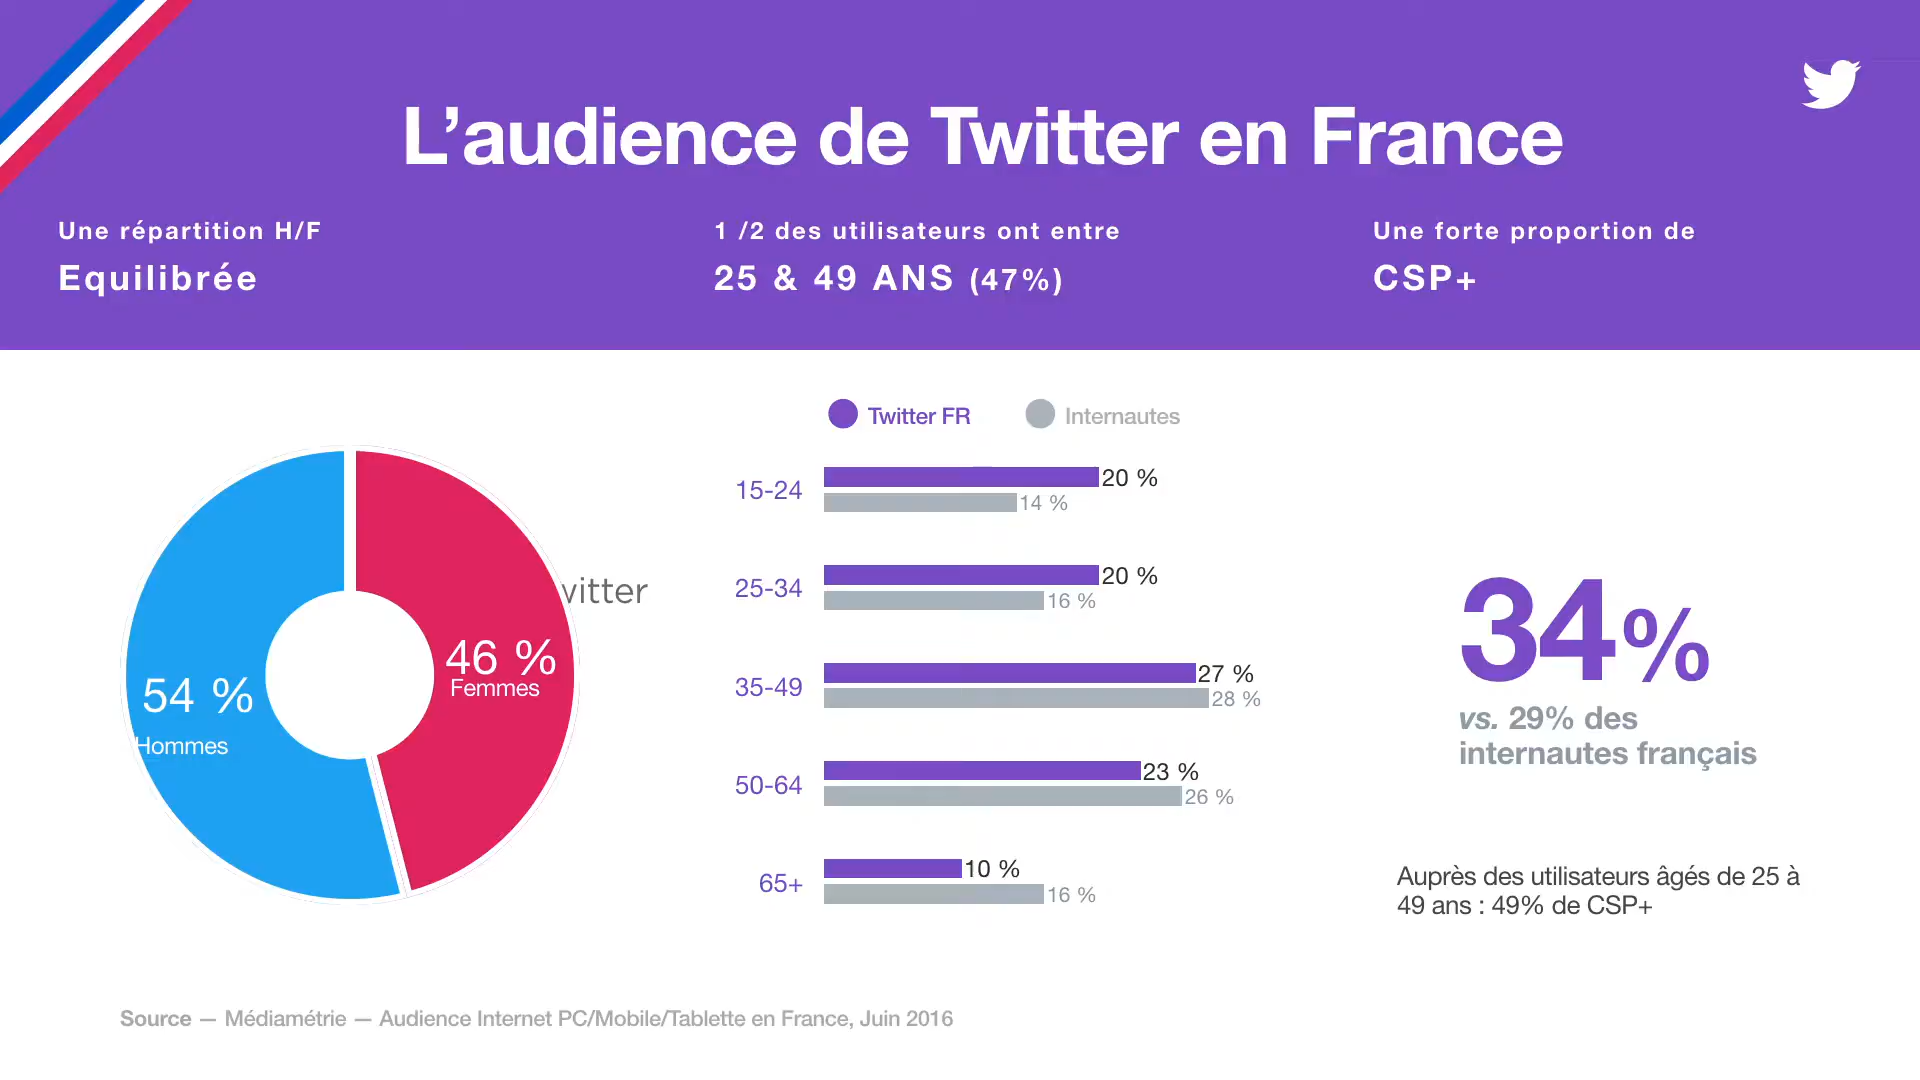 L’audience de Twitter en France
Une répartition H/F
Equilibrée
1 /2 des utilisateurs ont entre
25 & 49 ANS (47%)
Une forte proportion de
CSP+
54 %
Hommes
46 %
Femmes
Twitter FR
Internautes
15-24
20 %
14 %
25-34
20 %
16 %
35-49
27 %
28 %
50-64
23 %
26 %
65+
10 %
16 %
34%
vs. 29% des
internautes français
Auprès des utilisateurs âgés de 25 à
49 ans : 49% de CSP+
Source — Médiamétrie — Audience Internet PC/Mobile/Tablette en France, Juin 2016